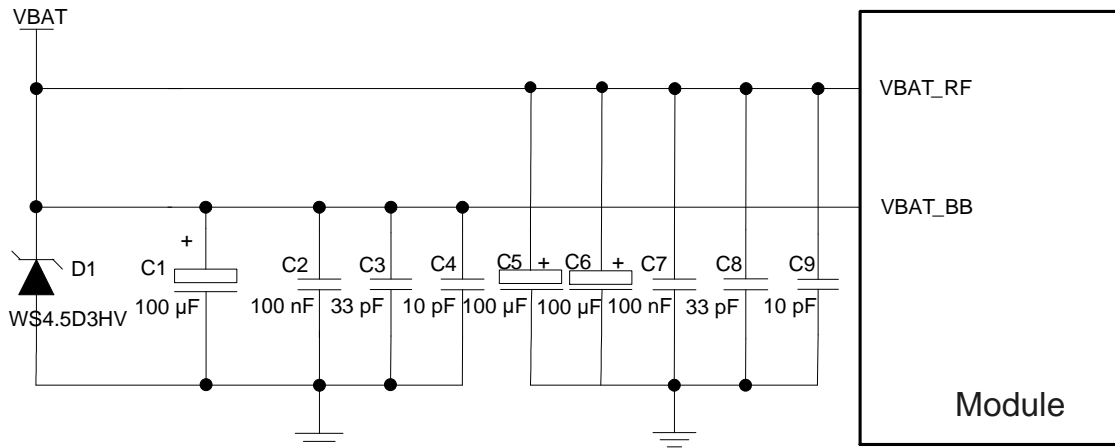 VBAT
VBAT_RF
VBAT_BB
+
D1
WS4.5D3HV
C1
100 µF
C2
100 nF
C3
33 pF
C4
10 pF
C5
+
100 µF
C6
+
100 µF
C7
100 nF
C8
33 pF
C9
10 pF
Module